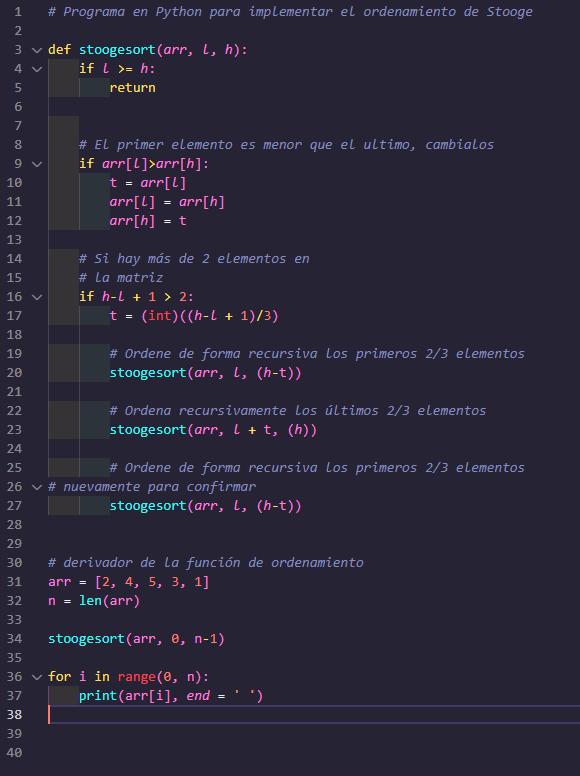 1 # Programa en Python para implementar el ordenamiento de Stooge
2
3 def stoogesort(arr, l, h):
4     if l >= h:
5         return
6
7
8     # El primer elemento es menor que el ultimo, cambialos
9     if arr[l]>arr[h]:
10         t = arr[l]
11         arr[l] = arr[h]
12         arr[h] = t
13
14     # Si hay más de 2 elementos en
15     # la matriz
16     if h-l + 1 > 2:
17         t = (int)((h-l + 1)/3)
18
19         # Ordene de forma recursiva los primeros 2/3 elementos
20         stoogesort(arr, l, (h-t))
21
22         # Ordena recursivamente los últimos 2/3 elementos
23         stoogesort(arr, l + t, (h))
24
25         # Ordene de forma recursiva los primeros 2/3 elementos
26 # nuevamente para confirmar
27         stoogesort(arr, l, (h-t))
28
29
30 # derivador de la función de ordenamiento
31 arr = [2, 4, 5, 3, 1]
32 n = len(arr)
33
34 stoogesort(arr, 0, n-1)
35
36 for i in range(0, n):
37     print(arr[i], end = ' ')
38
39
40